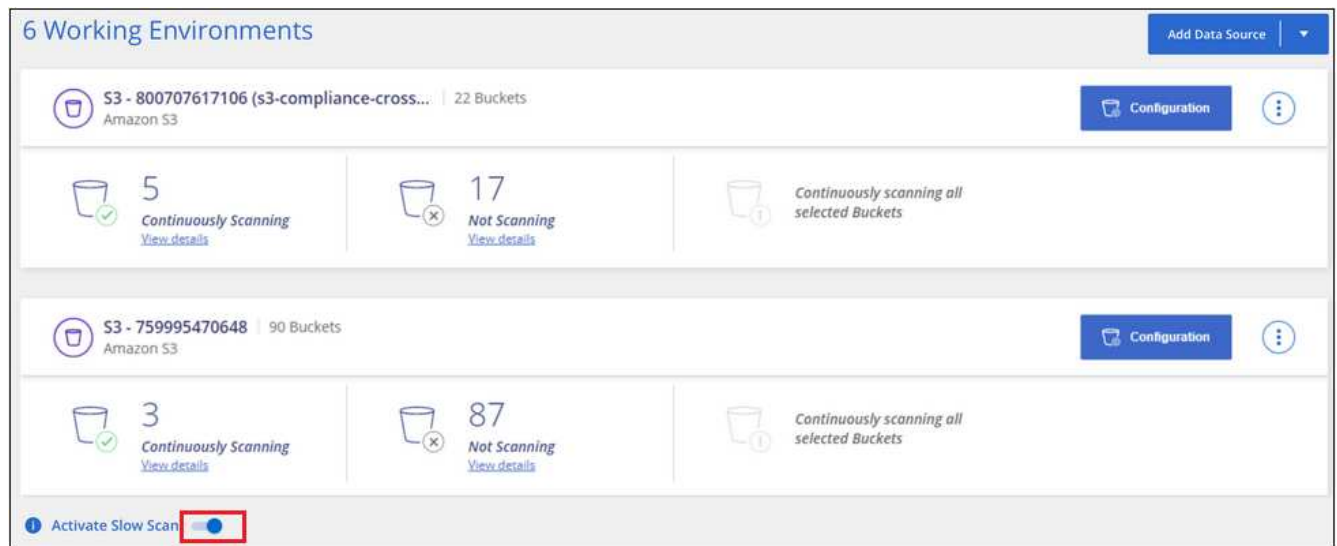 6 Working Environments
Add Data Source
S3 - 800707617106 (s3-compliance-cross... 22 Buckets
Amazon S3
Configuration
5
Continuously Scanning
View details
17
Not Scanning
View details
Continuously scanning all
selected Buckets
S3 - 759995470648 90 Buckets
Amazon S3
Configuration
3
Continuously Scanning
View details
87
Not Scanning
View details
Continuously scanning all
selected Buckets
Activate Slow Scan